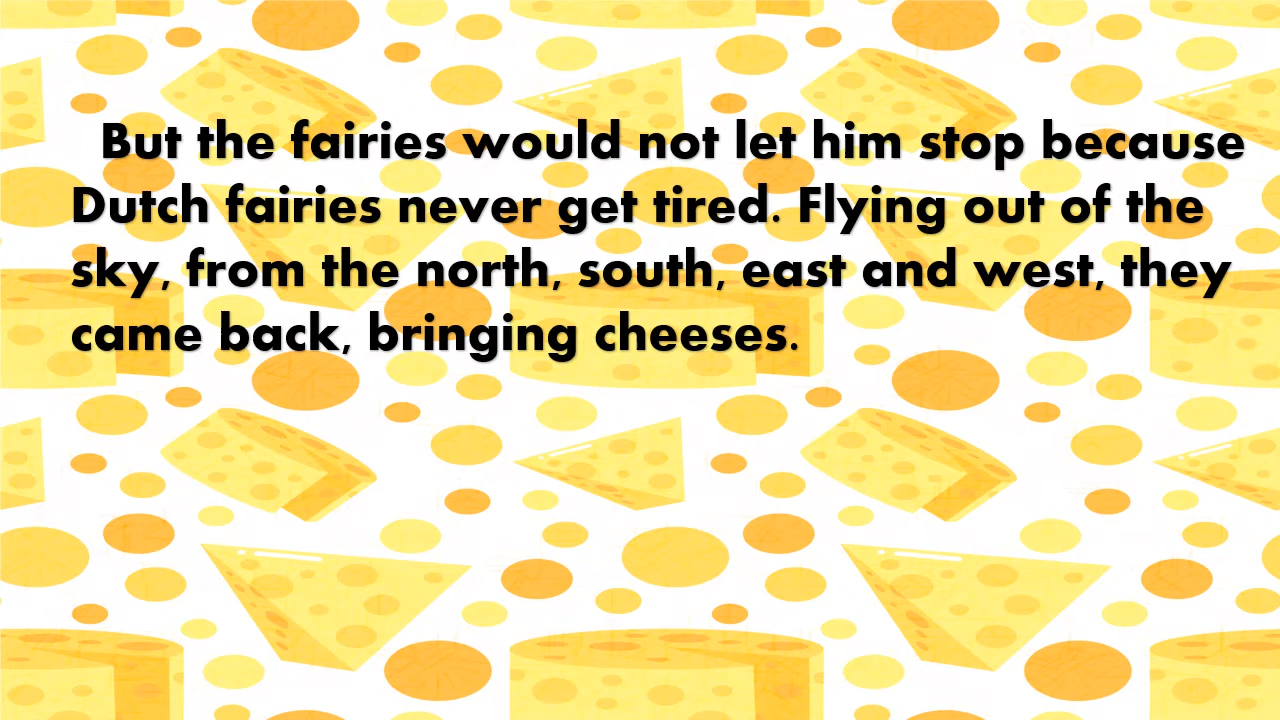 But the fairies would not let him stop because
Dutch fairies never get tired. Flying out of the
sky, from the north, south, east and west, they
came back, bringing cheeses.